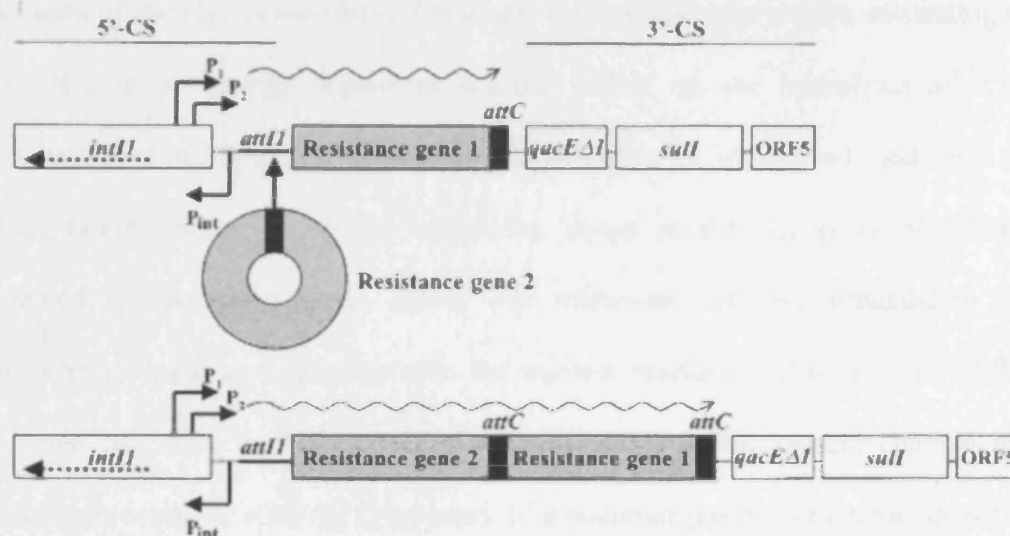 5'-CS 3'-CS
P1
P2
attC
attI1
intI1 Resistance gene 1 qacEΔ1 sulI ORF5
Pint
Resistance gene 2
P1
P2
attC attC
attI1
intI1 Resistance gene 2 Resistance gene 1 qacEΔ1 sulI ORF5
Pint